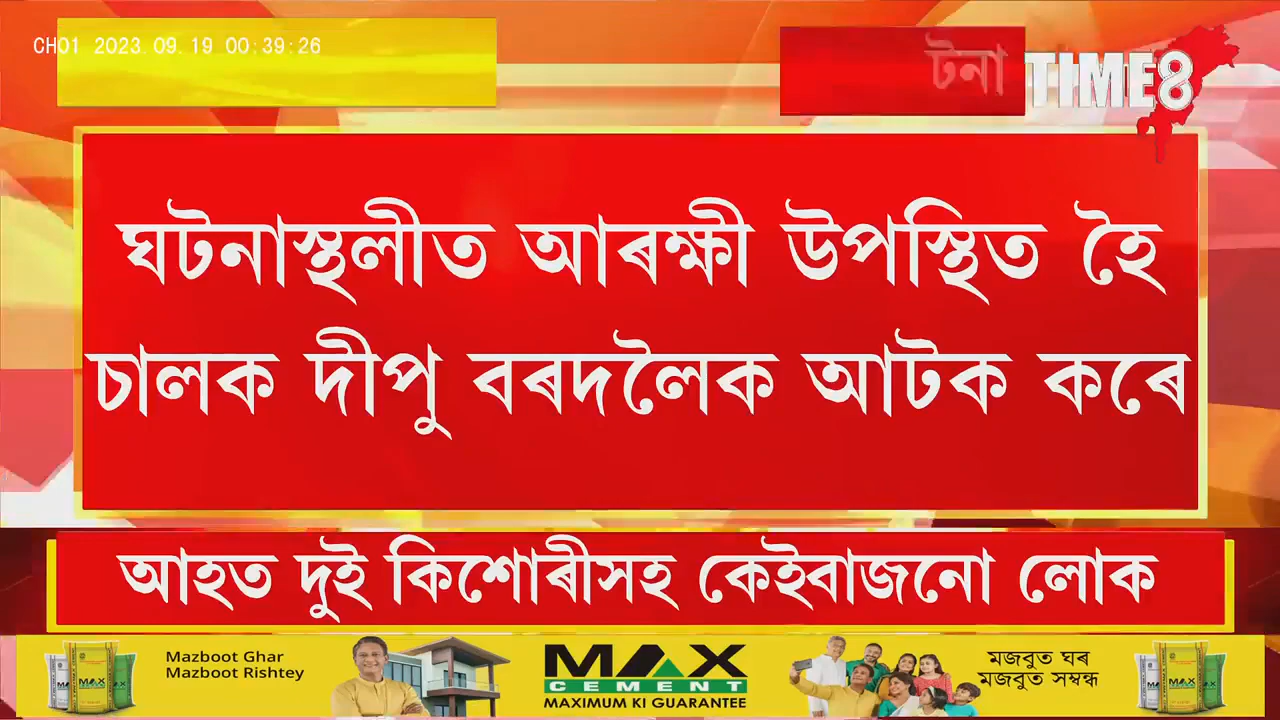 CH01 2023.09.19 00:39:26
টনা
TIME8
ঘটনাস্থলীত আৰক্ষী উপস্থিত হৈ
চালক দীপু বৰদলৈক আটক কৰে
আহত দুই কিশোৰীসহ কেইবাজনো লোক
Mazboot Ghar
Mazboot Rishtey
MAX
CEMENT
MAXIMUM KI GUARANTEE
মজবুত ঘৰ
মজবুত সম্বন্ধ